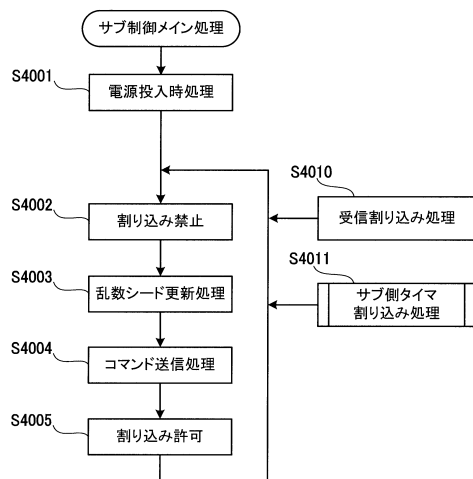 サブ制御メイン処理
S4001
電源投入時処理
S4010
受信割り込み処理
S4002
割り込み禁止
S4011
サブ側タイマ
割り込み処理
S4003
乱数シード更新処理
S4004
コマンド送信処理
S4005
割り込み許可